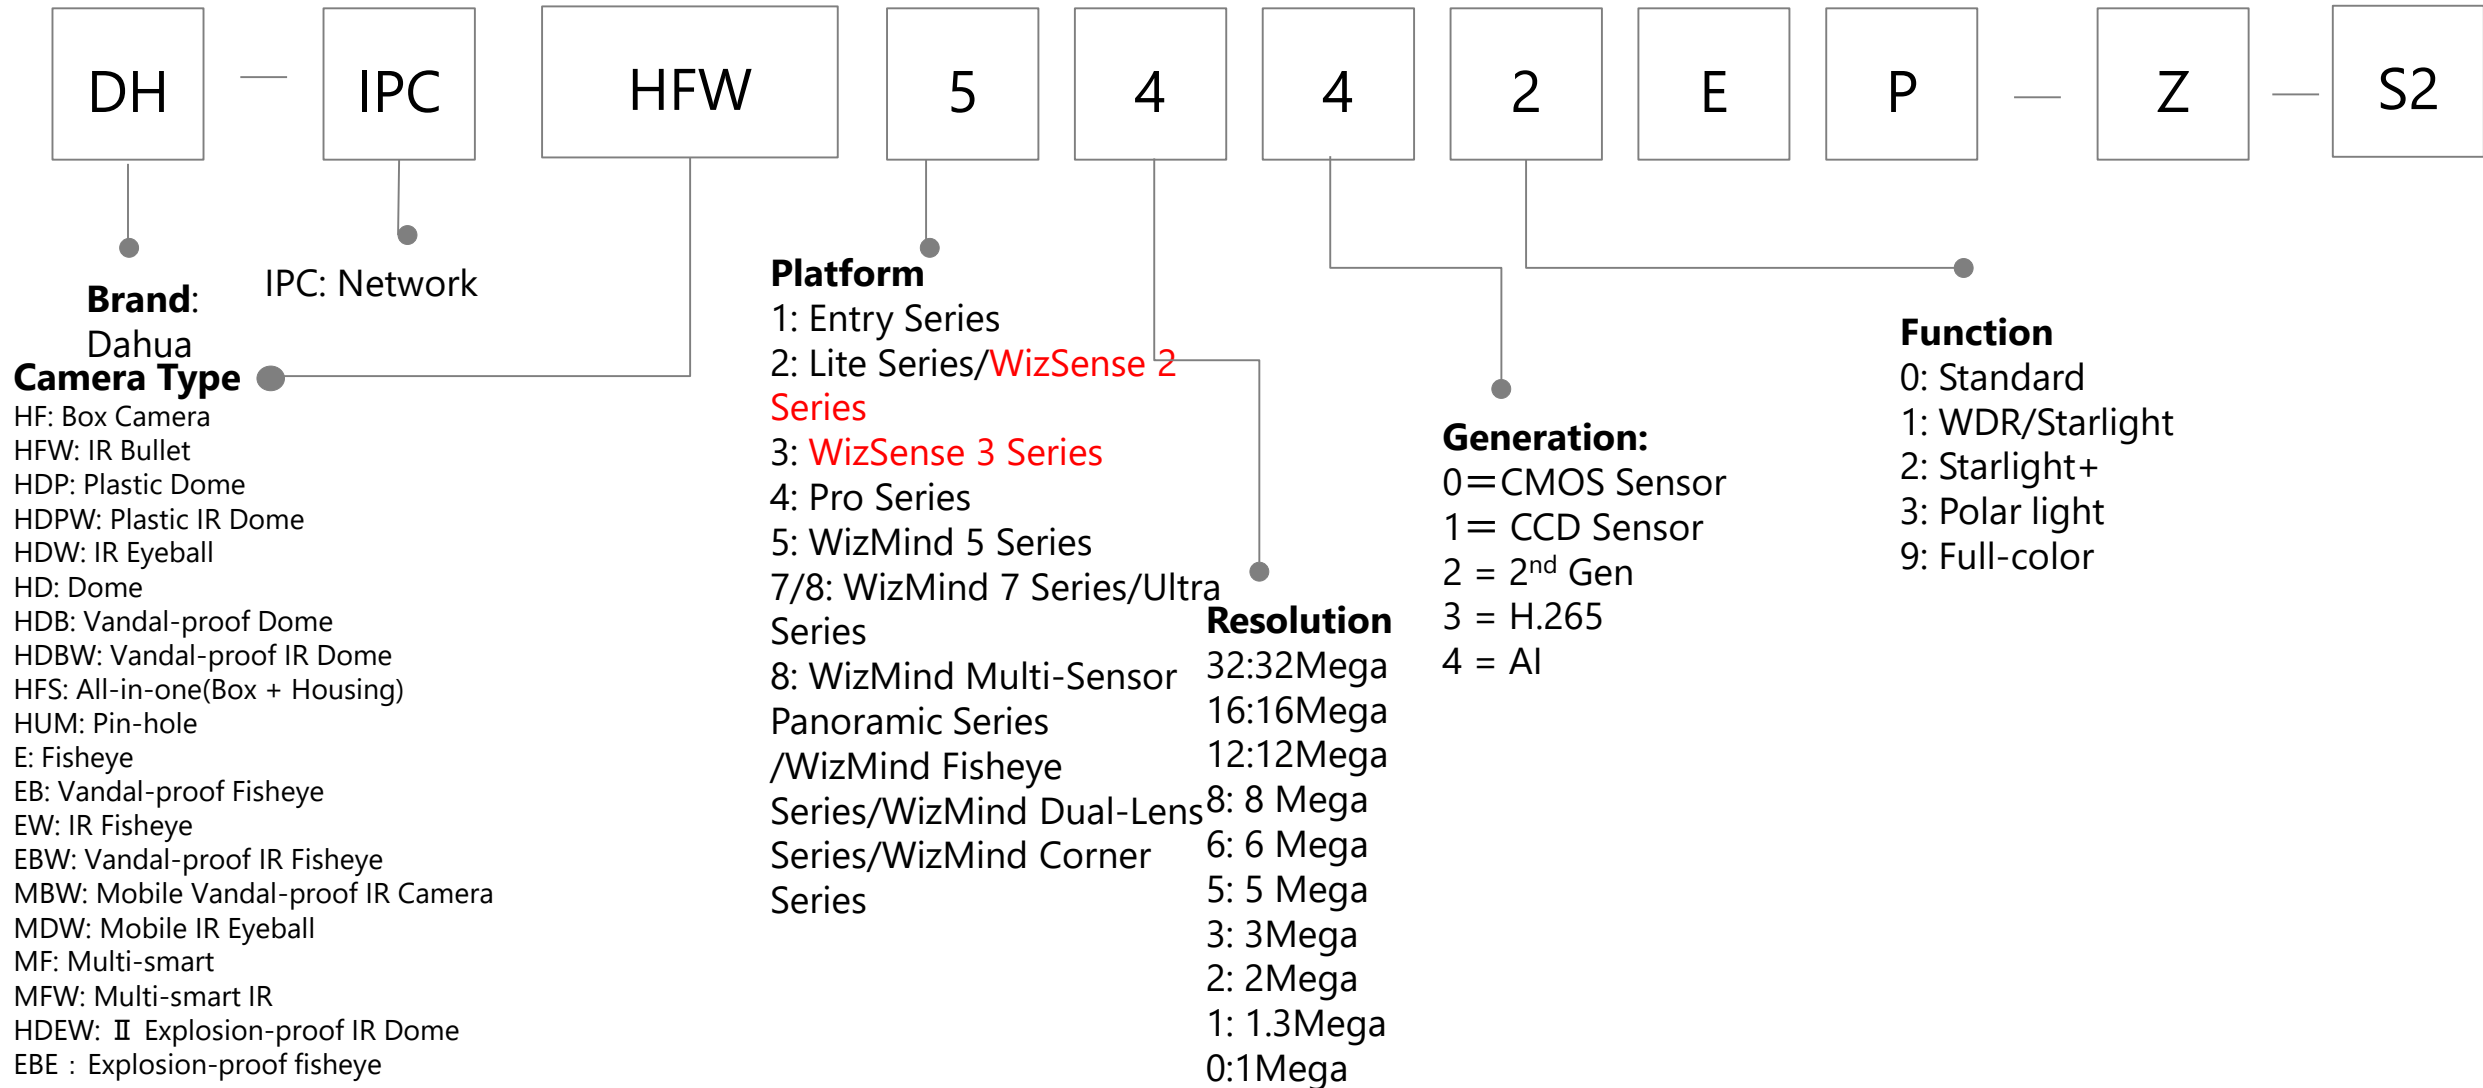 DH — IPC HFW 5 4 4 2 E P — Z — S2
Brand:
Dahua
IPC: Network
Camera Type
HF: Box Camera
HFW: IR Bullet
HDP: Plastic Dome
HDPW: Plastic IR Dome
HDW: IR Eyeball
HD: Dome
HDB: Vandal-proof Dome
HDBW: Vandal-proof IR Dome
HFS: All-in-one(Box + Housing)
HUM: Pin-hole
E: Fisheye
EB: Vandal-proof Fisheye
EW: IR Fisheye
EBW: Vandal-proof IR Fisheye
MBW: Mobile Vandal-proof IR Camera
MDW: Mobile IR Eyeball
MF: Multi-smart
MFW: Multi-smart IR
HDEW: Ⅱ Explosion-proof IR Dome
EBE：Explosion-proof fisheye
Platform
1: Entry Series
2: Lite Series/WizSense 2
Series
3: WizSense 3 Series
4: Pro Series
5: WizMind 5 Series
7/8: WizMind 7 Series/Ultra
Series
8: WizMind Multi-Sensor
Panoramic Series
/WizMind Fisheye
Series/WizMind Dual-Lens
Series/WizMind Corner
Series
Resolution
32:32Mega
16:16Mega
12:12Mega
8: 8 Mega
6: 6 Mega
5: 5 Mega
3: 3Mega
2: 2Mega
1: 1.3Mega
0:1Mega
Generation:
0＝CMOS Sensor
1＝ CCD Sensor
2 = 2nd Gen
3 = H.265
4 = AI
Function
0: Standard
1: WDR/Starlight
2: Starlight+
3: Polar light
9: Full-color